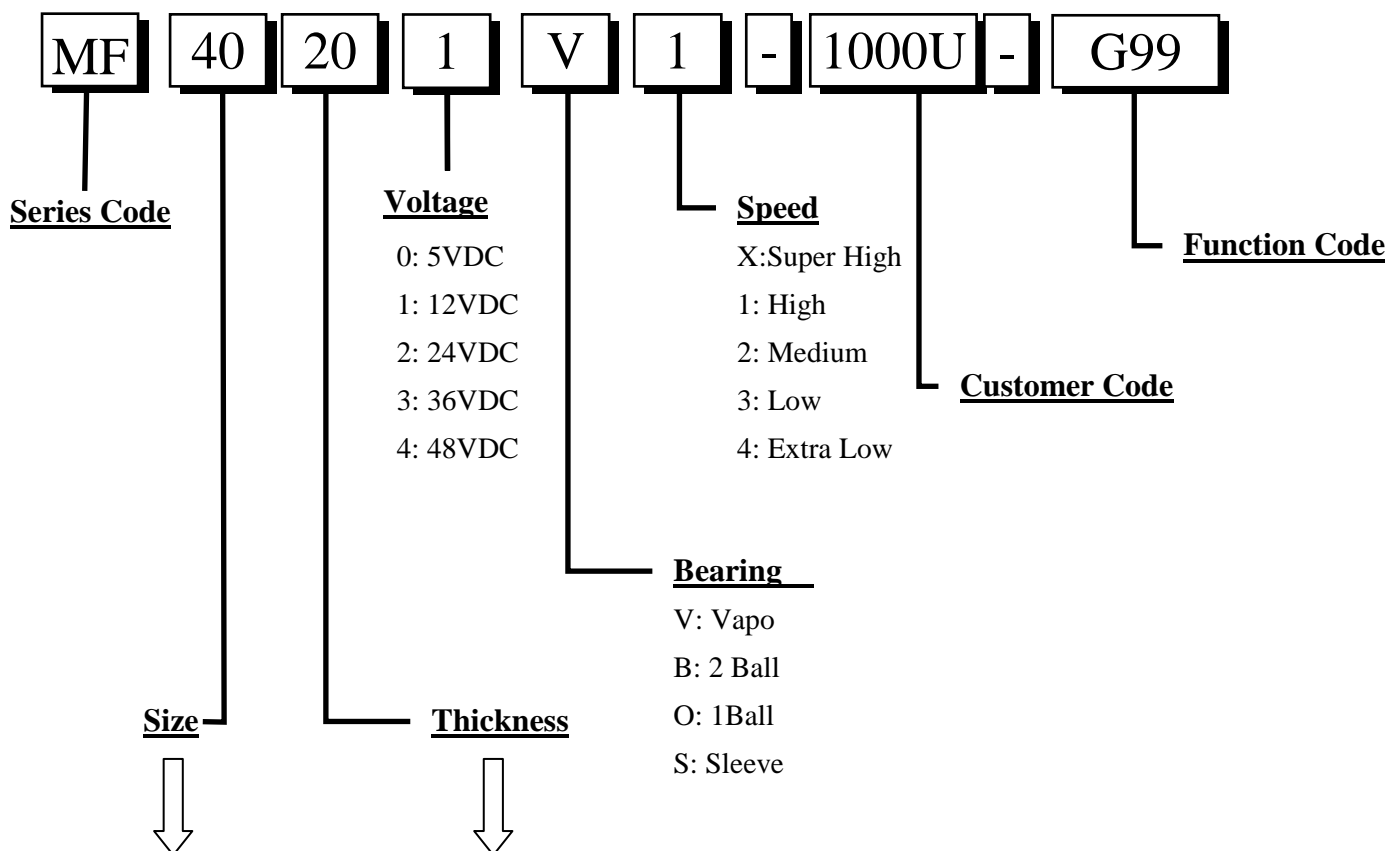 MF 40 20 1 V 1 - 1000U - G99
Series Code
Voltage
0: 5VDC
1: 12VDC
2: 24VDC
3: 36VDC
4: 48VDC
Speed
X:Super High
1: High
2: Medium
3: Low
4: Extra Low
Function Code
Customer Code
Bearing
V: Vapo
B: 2 Ball
O: 1Ball
S: Sleeve
Size
Thickness